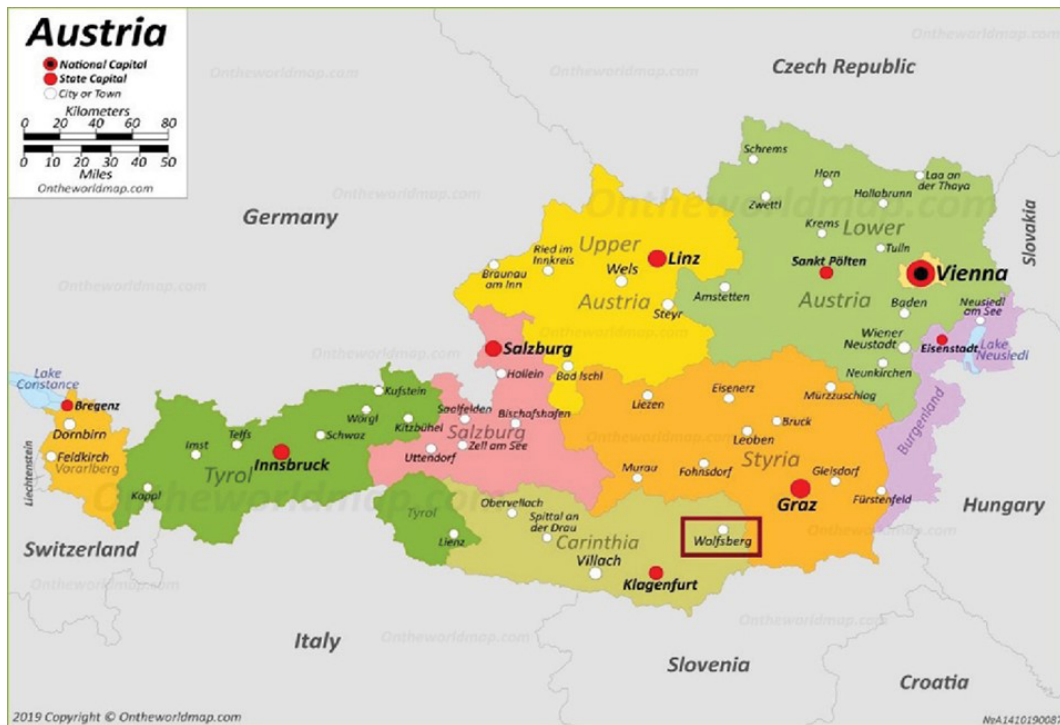 Austria
National Capital
State Capital
City or Town
Kilometers
0 20 40 60 80
0 10 20 30 40 50
Miles
Ontheworldmap.com
Czech Republic
Germany
Slovakia
Schrems
Horn
Laa an
der Thaya
Zwettl
Hollabrunn
Krems
Lower
Tulln
Upper
Linz
Ried im
Innkreis
Braunau
am Inn
Wels
Sankt Pölten
Vienna
Austria
Steyr
Amstetten
Austria
Baden
Neusiedl
am See
Wiener
Neustadt
Eisenstadt
Lake
Neusiedl
Salzburg
Hallein
Bad Ischl
Neunkirchen
Lake
Constance
Bregenz
Dornbirn
Feldkirch
Vorarlberg
Liechtenstein
Kufstein
Wörgl
Kitzbühel
Schwaz
Telfs
Imst
Tyrol
Innsbruck
Kappl
Saalfelden
Bischofshofen
Salzburg
Zell am See
Uttendorf
Liezen
Eisenerz
Murzzuschlag
Bruck
Leoben
Styria
Murau
Fohnsdorf
Gleisdorf
Graz
Fürstenfeld
Burgenland
Hungary
Switzerland
Tyrol
Lienz
Obervellach
Spittal an
der Drau
Carinthia
Wolfsberg
Villach
Klagenfurt
Italy
Slovenia
Croatia
2019 Copyright © Ontheworldmap.com